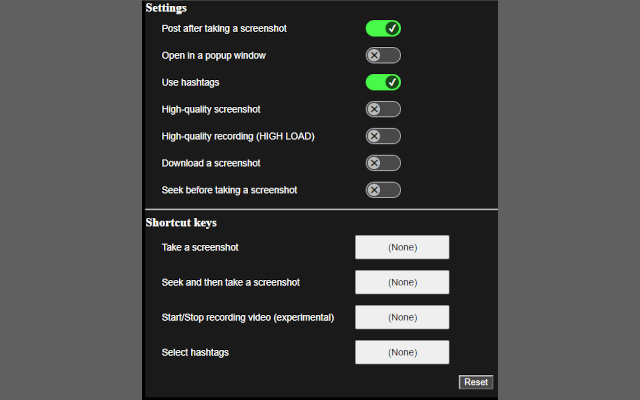 Settings
Post after taking a screenshot
Open in a popup window
Use hashtags
High-quality screenshot
High-quality recording (HIGH LOAD)
Download a screenshot
Seek before taking a screenshot
Shortcut keys
Take a screenshot (None)
Seek and then take a screenshot (None)
Start/Stop recording video (experimental) (None)
Select hashtags (None)
Reset